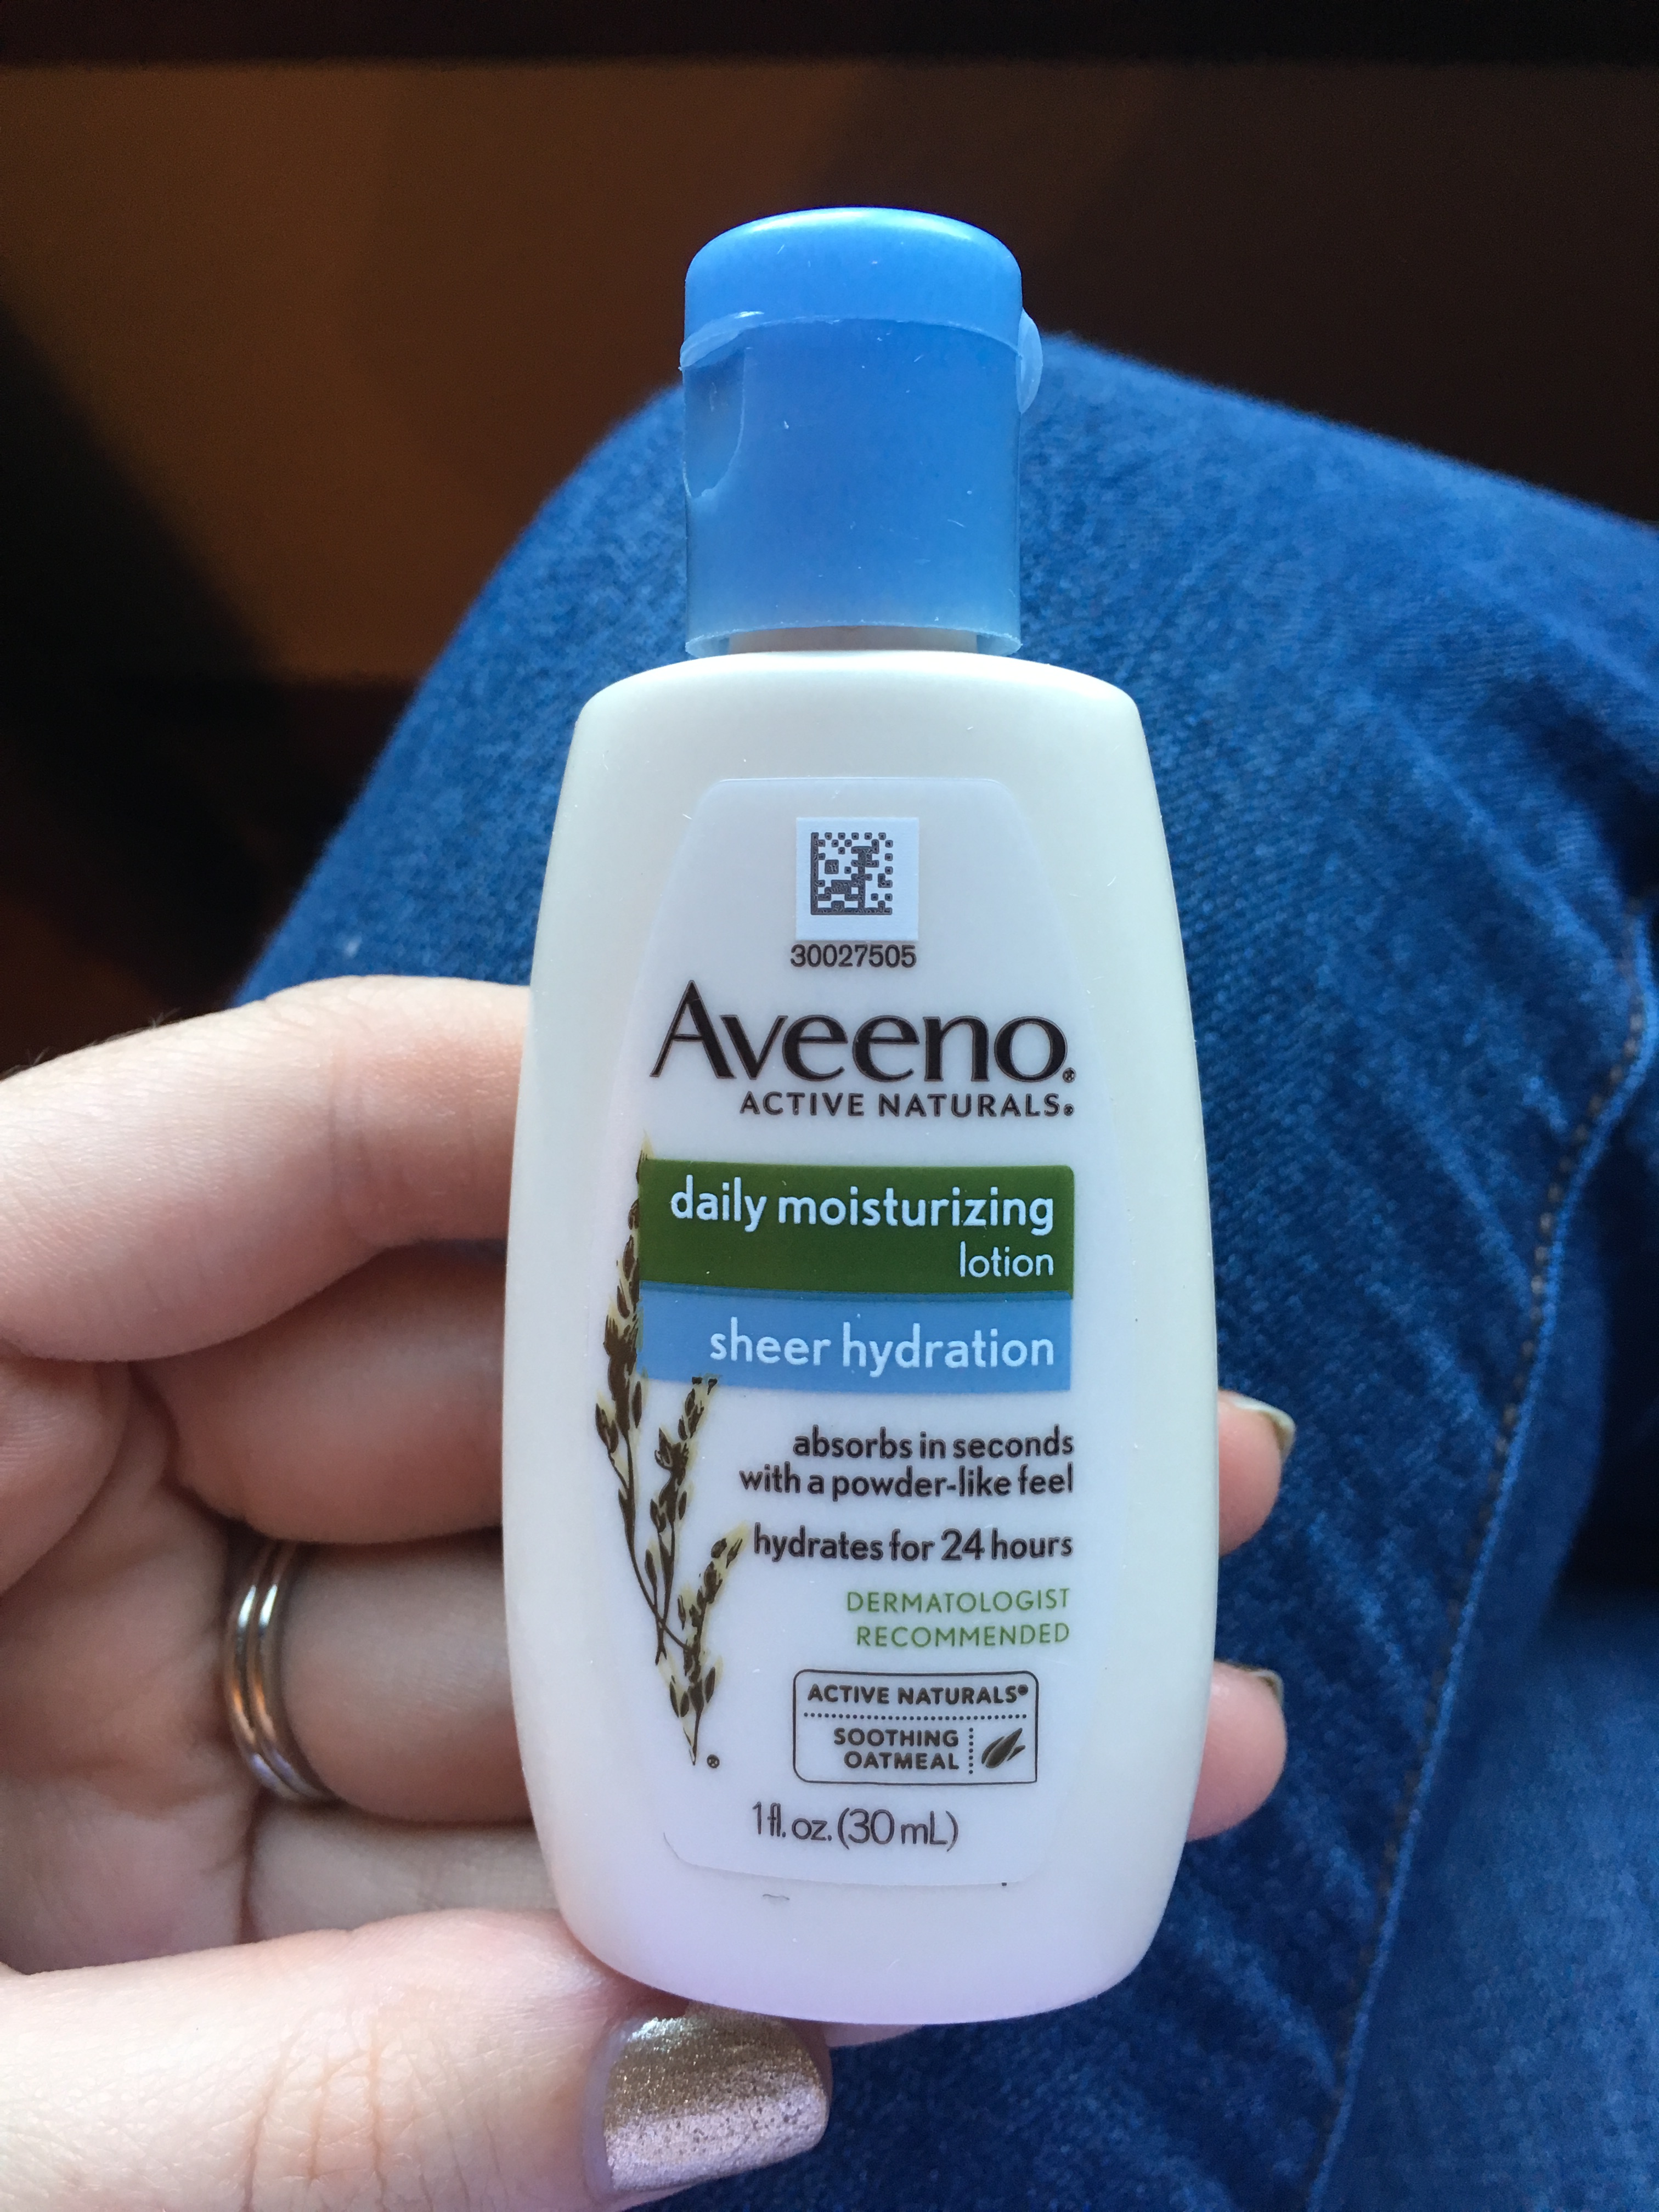 30027505
Aveeno®
ACTIVE NATURALS®
daily moisturizing
lotion
sheer hydration
absorbs in seconds
with a powder-like feel
hydrates for 24 hours
DERMATOLOGIST
RECOMMENDED
ACTIVE NATURALS®
SOOTHING
OATMEAL
®
1 fl. oz. (30 mL)